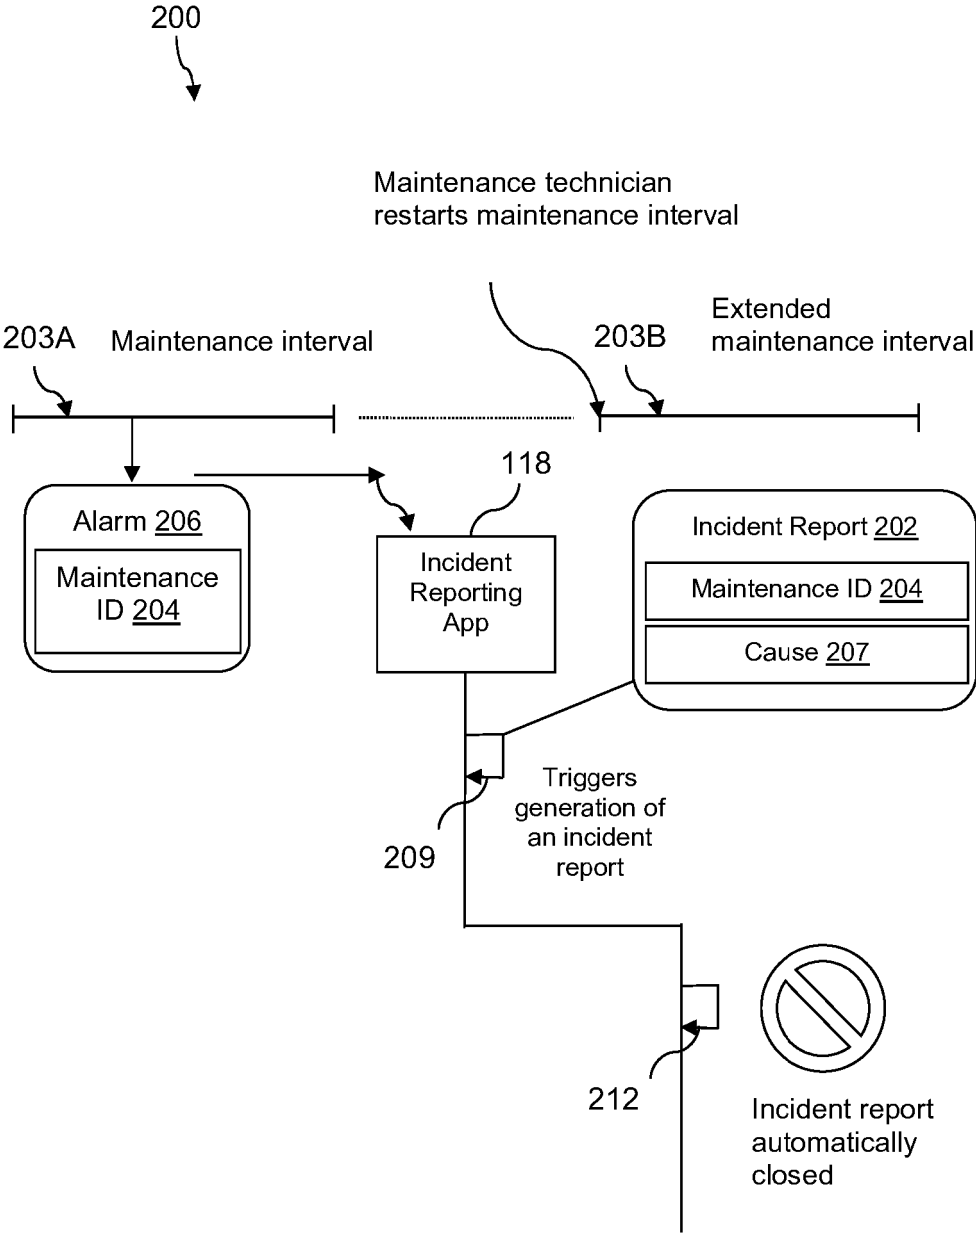 200
Maintenance technician
restarts maintenance interval
203A
Maintenance interval
203B
Extended
maintenance interval
118
Alarm 206
Maintenance
ID 204
Incident
Reporting
App
Incident Report 202
Maintenance ID 204
Cause 207
209
Triggers
generation of
an incident
report
212
Incident report
automatically
closed